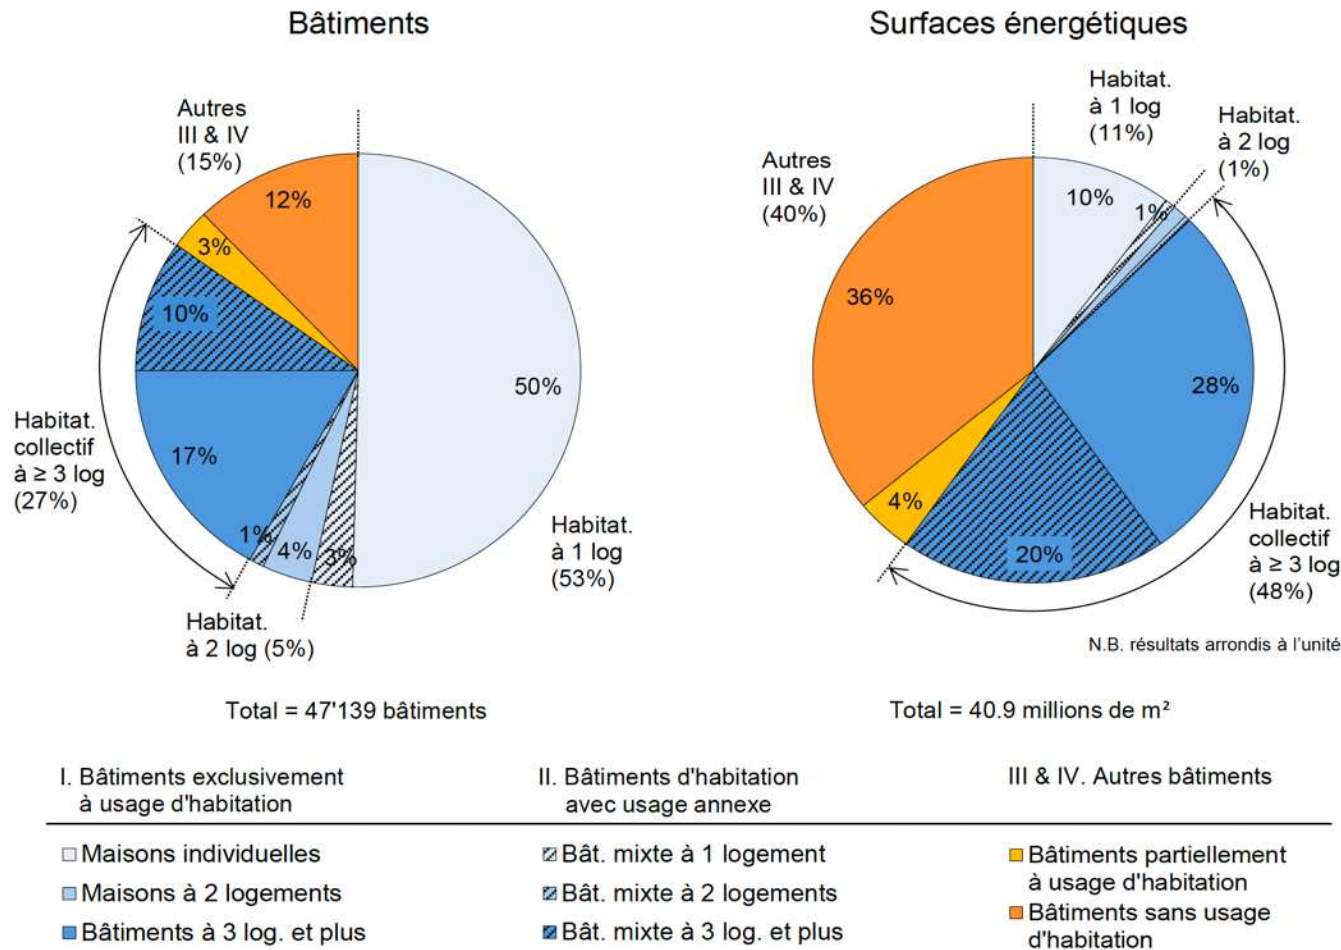 Bâtiments
Autres
III & IV
(15%)
12%
3%
10%
50%
17%
Habitat.
collectif
à ≥ 3 log
(27%)
1%
4%
3%
Habitat.
à 1 log
(53%)
Habitat.
à 2 log (5%)
Total = 47'139 bâtiments
Surfaces énergétiques
Habitat.
à 1 log
(11%)
Habitat.
à 2 log
(1%)
Autres
III & IV
(40%)
10%
1%
36%
28%
4%
20%
Habitat.
collectif
à ≥ 3 log
(48%)
N.B. résultats arrondis à l'unité
Total = 40.9 millions de m²
I. Bâtiments exclusivement
à usage d'habitation
II. Bâtiments d'habitation
avec usage annexe
III & IV. Autres bâtiments
Maisons individuelles
Maisons à 2 logements
Bâtiments à 3 log. et plus
Bât. mixte à 1 logement
Bât. mixte à 2 logements
Bât. mixte à 3 log. et plus
Bâtiments partiellement
à usage d'habitation
Bâtiments sans usage
d'habitation